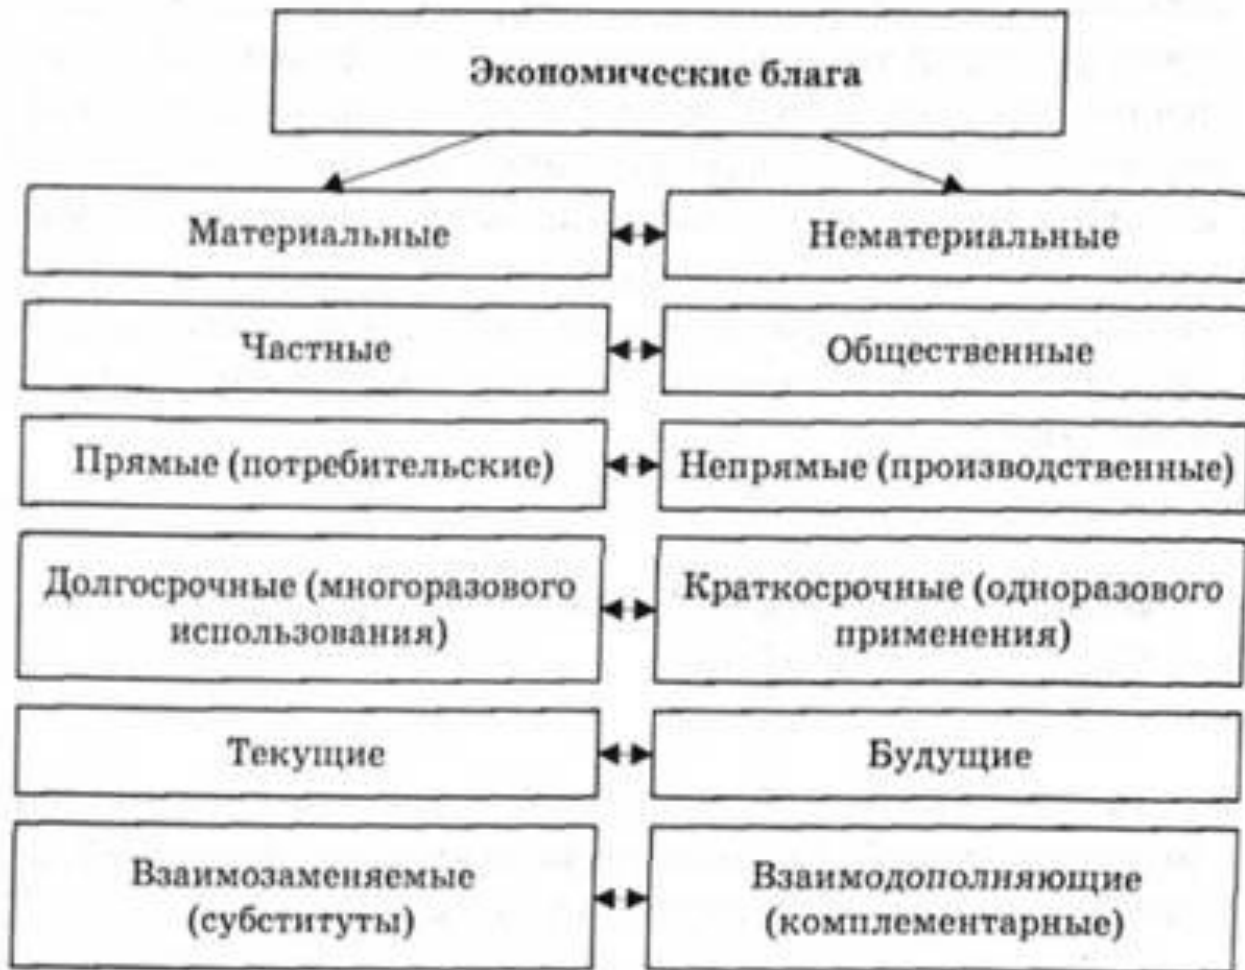 Экономические блага
Материальные
Нематериальные
Частные
Общественные
Прямые (потребительские)
Непрямые (производственные)
Долгосрочные (многоразового
использования)
Краткосрочные (одноразового
применения)
Текущие
Будущие
Взаимозаменяемые
(субституты)
Взаимодополняющие
(комплементарные)